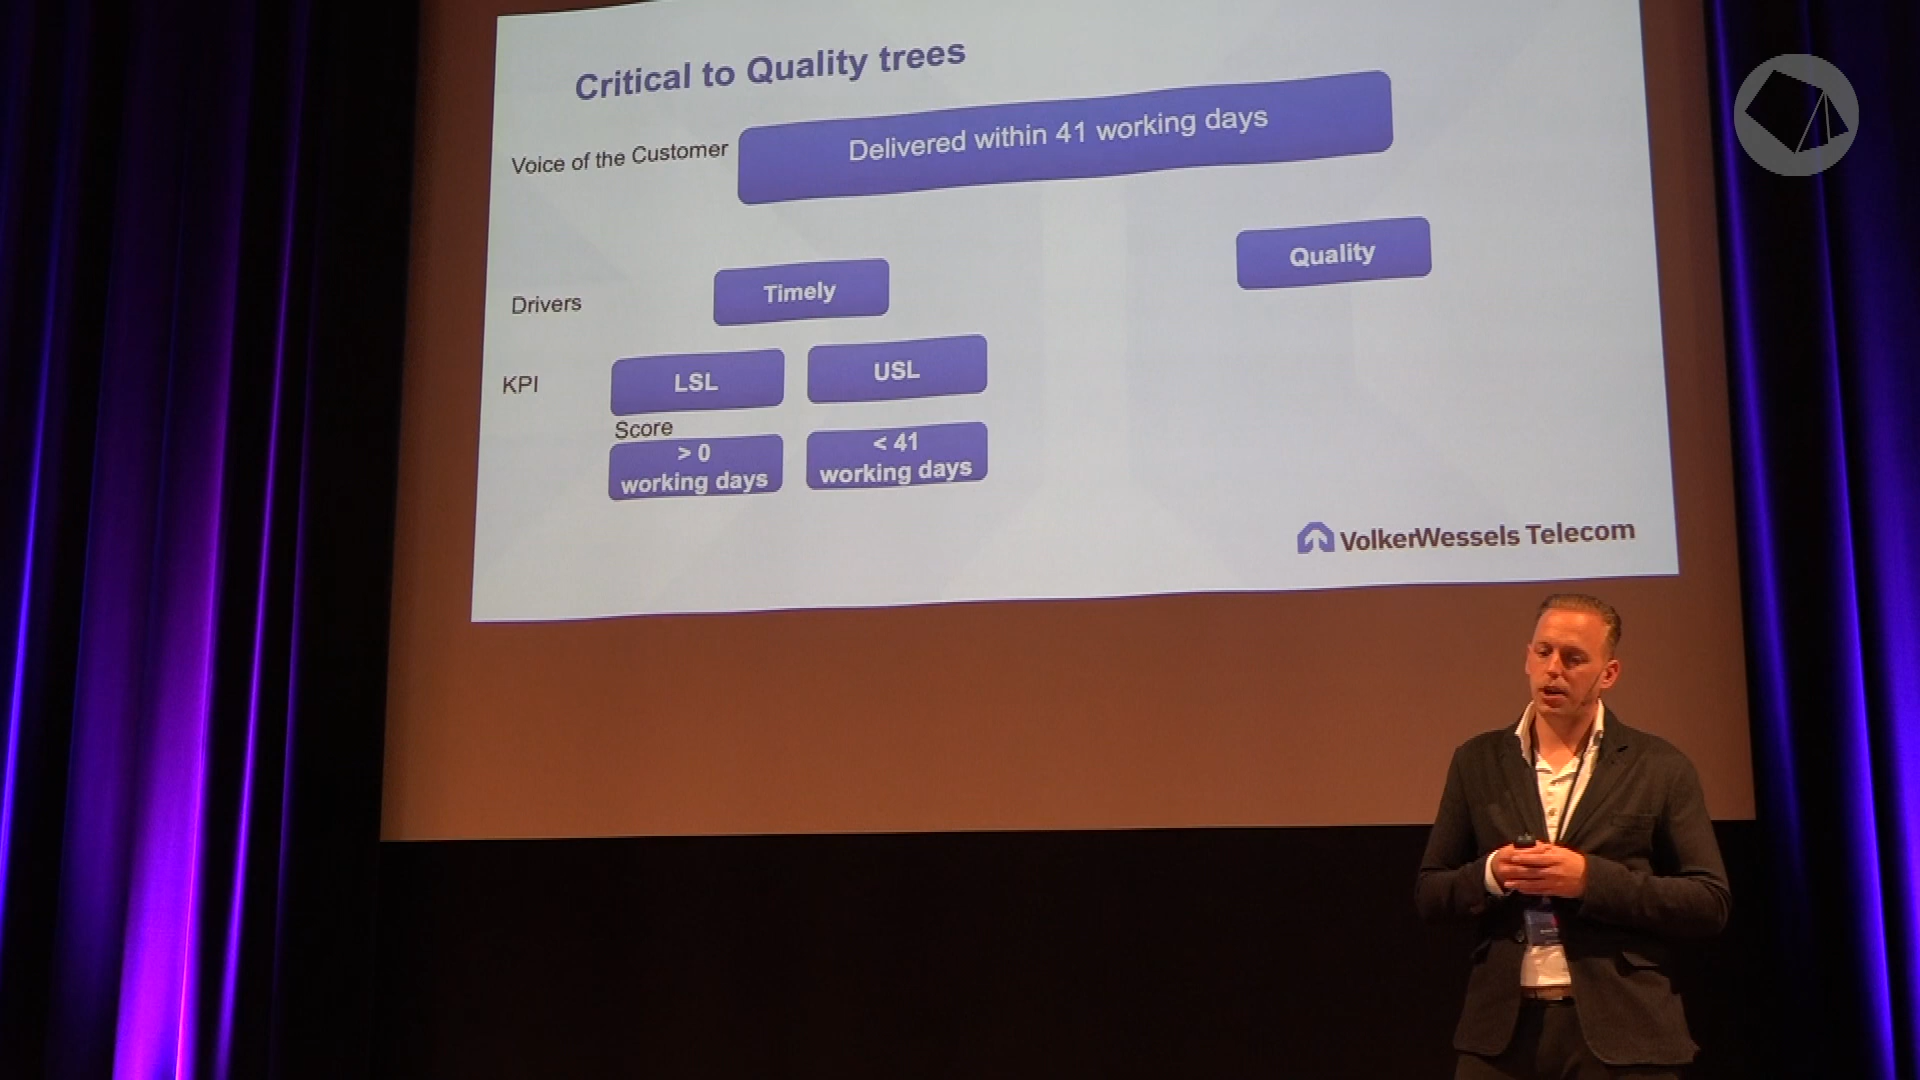 Critical to Quality trees
Voice of the Customer
Delivered within 41 working days
Drivers
Timely
Quality
KPI
LSL
USL
Score
> 0
working days
< 41
working days
VolkerWessels Telecom